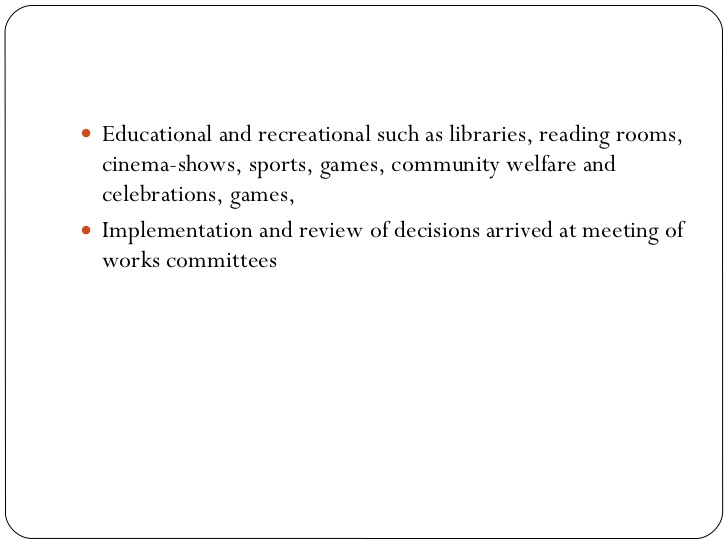 • Educational and recreational such as libraries, reading rooms,
cinema-shows, sports, games, community welfare and
celebrations, games,
• Implementation and review of decisions arrived at meeting of
works committees